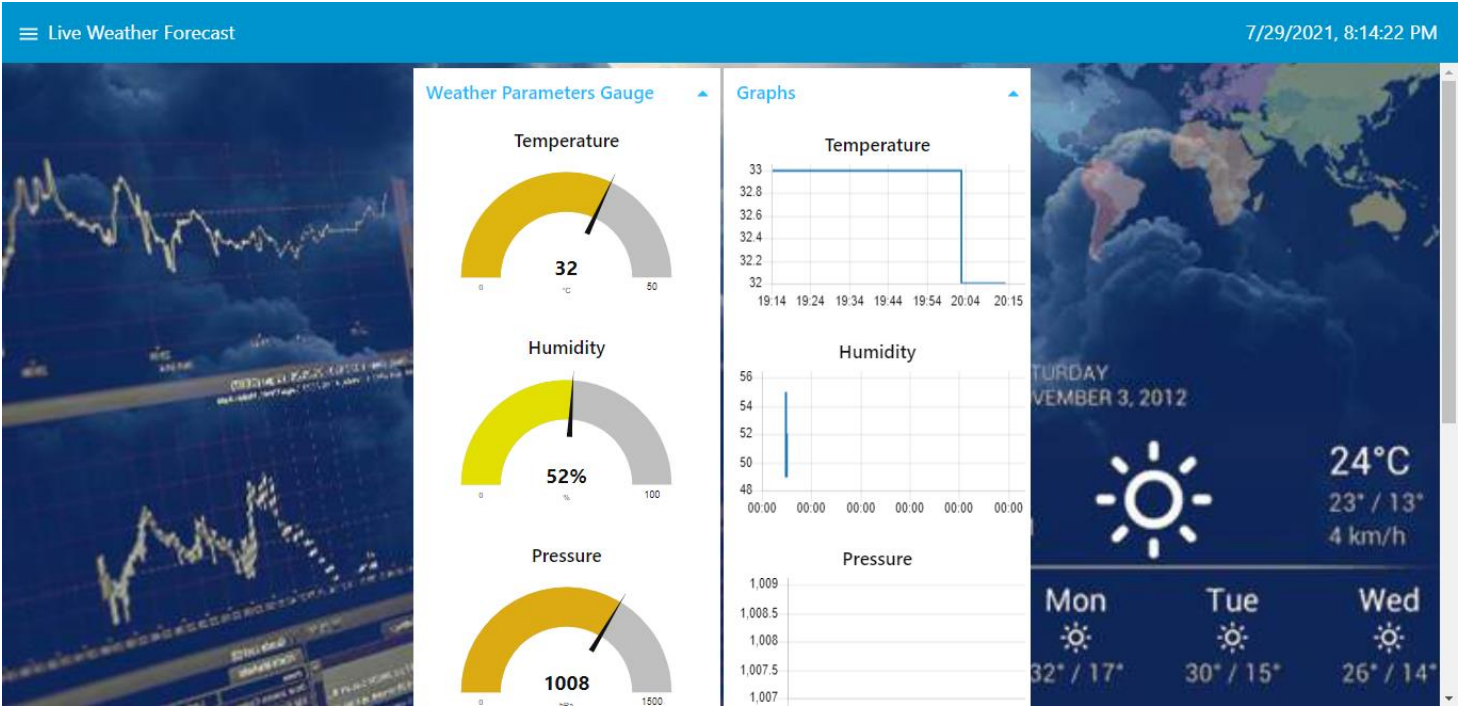 Live Weather Forecast
7/29/2021, 8:14:22 PM
Weather Parameters Gauge
Temperature
32
0
°C
50
Humidity
52%
0
%
100
Pressure
1008
0
1500
Graphs
Temperature
33
32.8
32.6
32.4
32.2
32
19:14 19:24 19:34 19:44 19:54 20:04 20:15
Humidity
56
54
52
50
48
00:00 00:00 00:00 00:00 00:00 00:00
Pressure
1,009
1,008.5
1,008
1,007.5
1,007
TURDAY
VEMBER 3, 2012
24°C
23° / 13°
4 km/h
Mon Tue Wed
32° / 17° 30° / 15° 26° / 14°